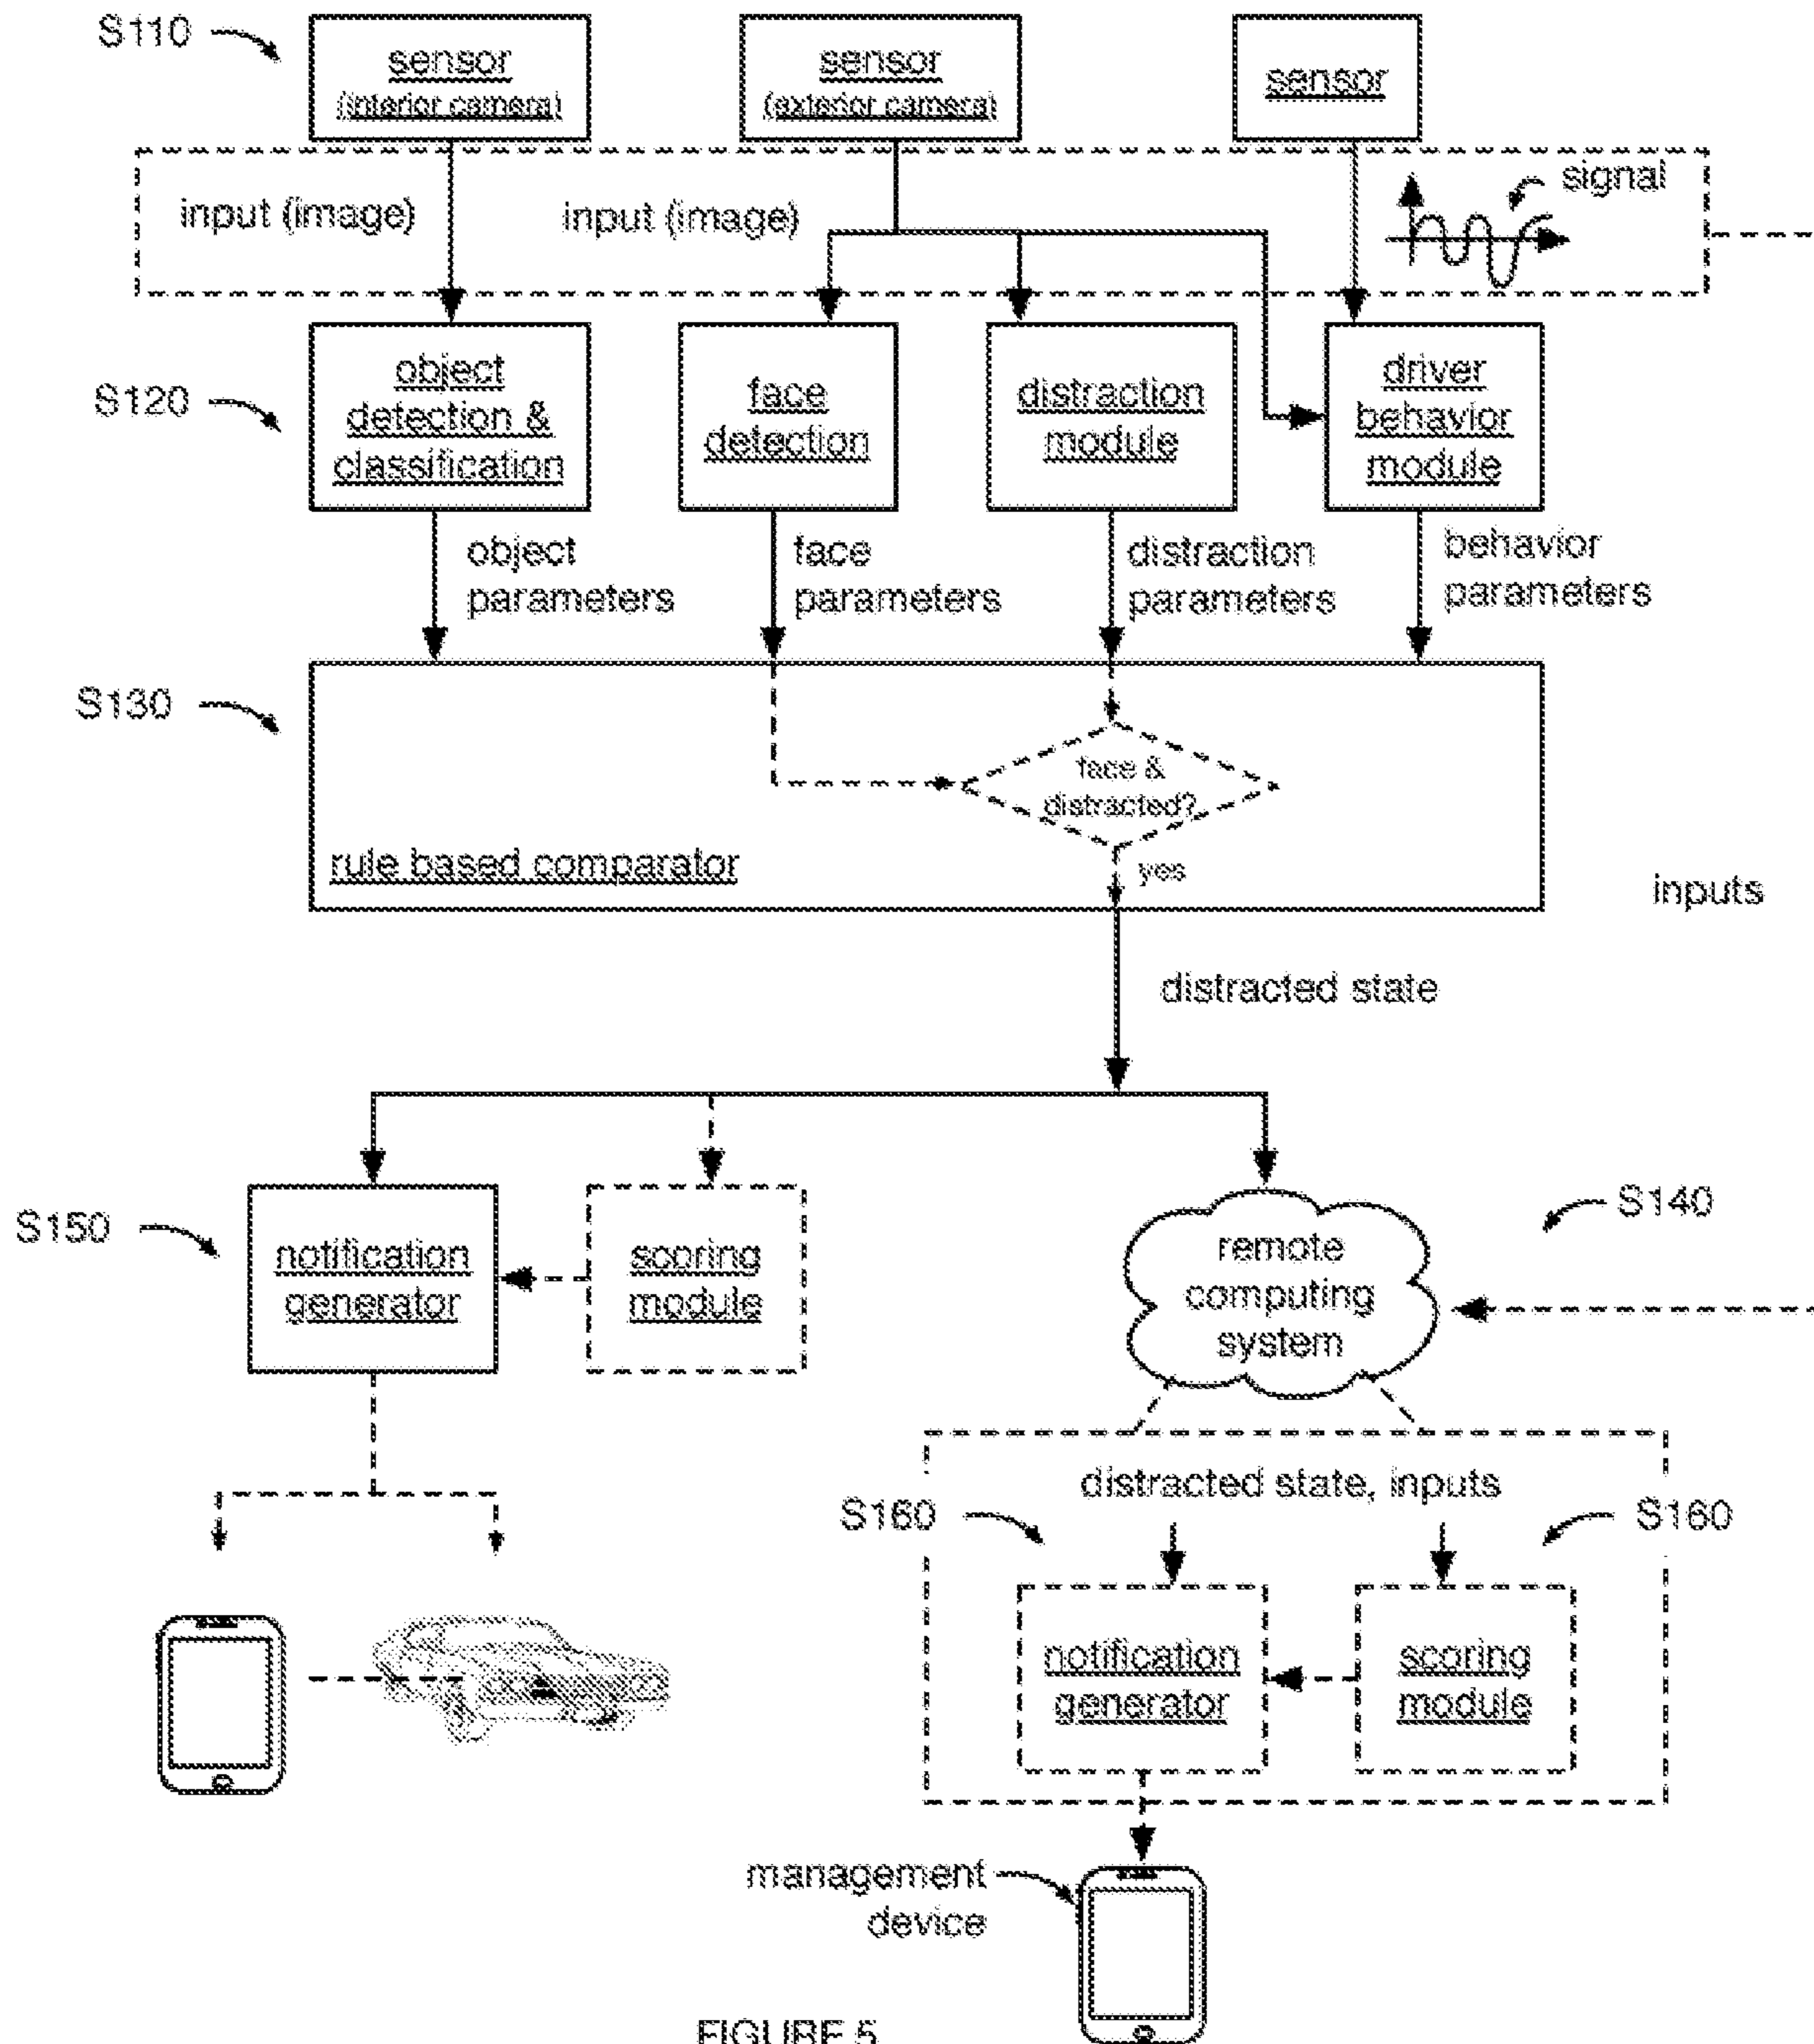 S110
sensor
(interior camera)
sensor
(exterior camera)
sensor
input (image)
input (image)
signal
S120
object
detection &
classification
face
detection
distraction
module
driver
behavior
module
object
parameters
face
parameters
distraction
parameters
behavior
parameters
S130
face &
distracted?
yes
rule based comparator
inputs
distracted state
S150
notification
generator
scoring
module
remote
computing
system
S140
distracted state, inputs
S160
S160
notification
generator
scoring
module
management
device
FIGURE 5